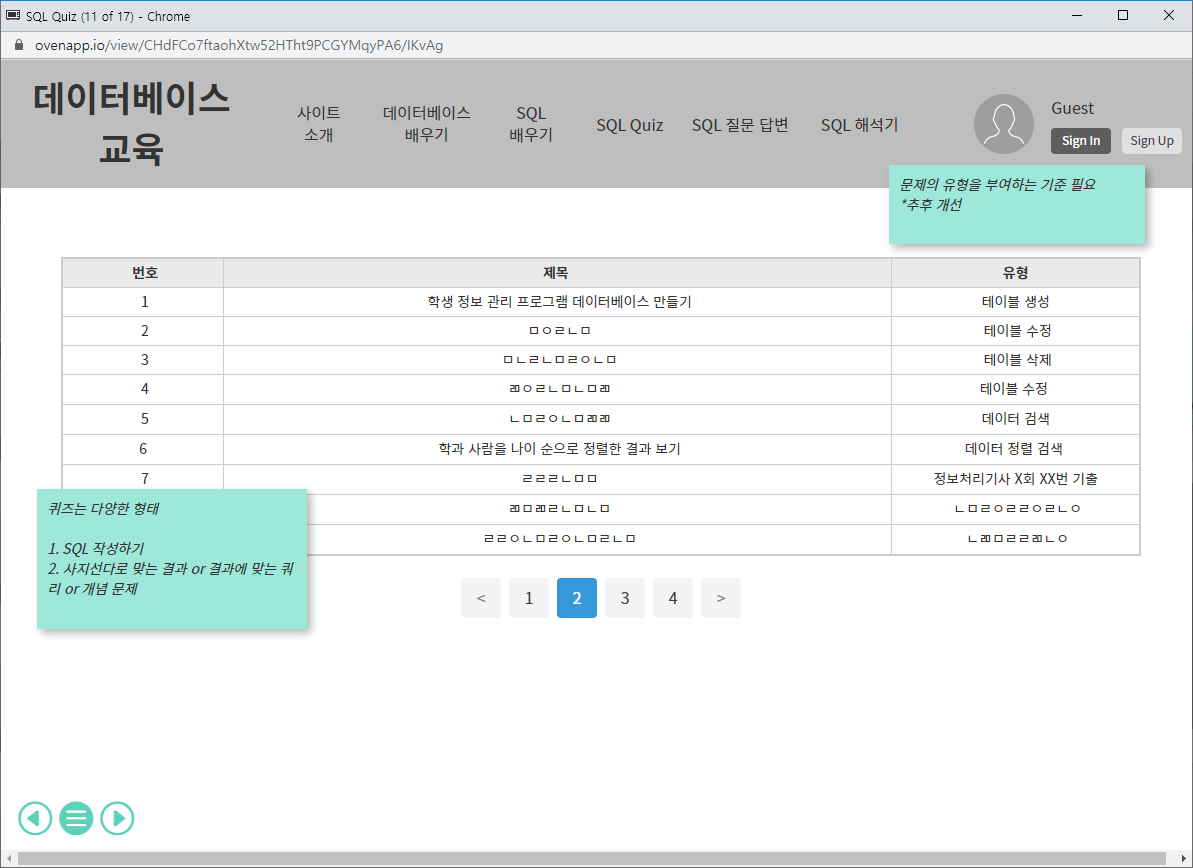 SQL Quiz (11 of 17) - Chrome
ovenapp.io/view/CHdFCo7ftaohXtw52HTht9PCGYMqyPA6/IKvAg
데이터베이스
교육
사이트
소개
데이터베이스
배우기
SQL
배우기
SQL Quiz
SQL 질문 답변
SQL 해석기
Guest
Sign In
Sign Up
문제의 유형을 부여하는 기준 필요
*추후 개선
번호 제목 유형
1 학생 정보 관리 프로그램 데이터베이스 만들기 테이블 생성
2 ㅁㅇㄹㄴㅁ 테이블 수정
3 ㅁㄴㄹㄴㅁㄹㅇㄴㅁ 테이블 삭제
4 ㄻㅇㄹㄴㅁㄴㅁㄻ 테이블 수정
5 ㄴㅁㄹㅇㄴㅁㄻㄻ 데이터 검색
6 학과 사람을 나이 순으로 정렬한 결과 보기 데이터 정렬 검색
7 ㄹㄹㄹㄴㅁㅁ 정보처리기사 X회 XX번 기출
ㄻㅁㄻㄹㄴㅁㄴㅁ ㄴㅁㄹㅇㄹㄹㅇㄹㄴㅇ
ㄹㄹㅇㄴㅁㄹㅇㄴㅁㄹㄴㅁ ㄴㄻㅁㄹㄹㄻㄴㅇ
퀴즈는 다양한 형태
1. SQL 작성하기
2. 사지선다로 맞는 결과 or 결과에 맞는 쿼
리 or 개념 문제
< 1 2 3 4 >